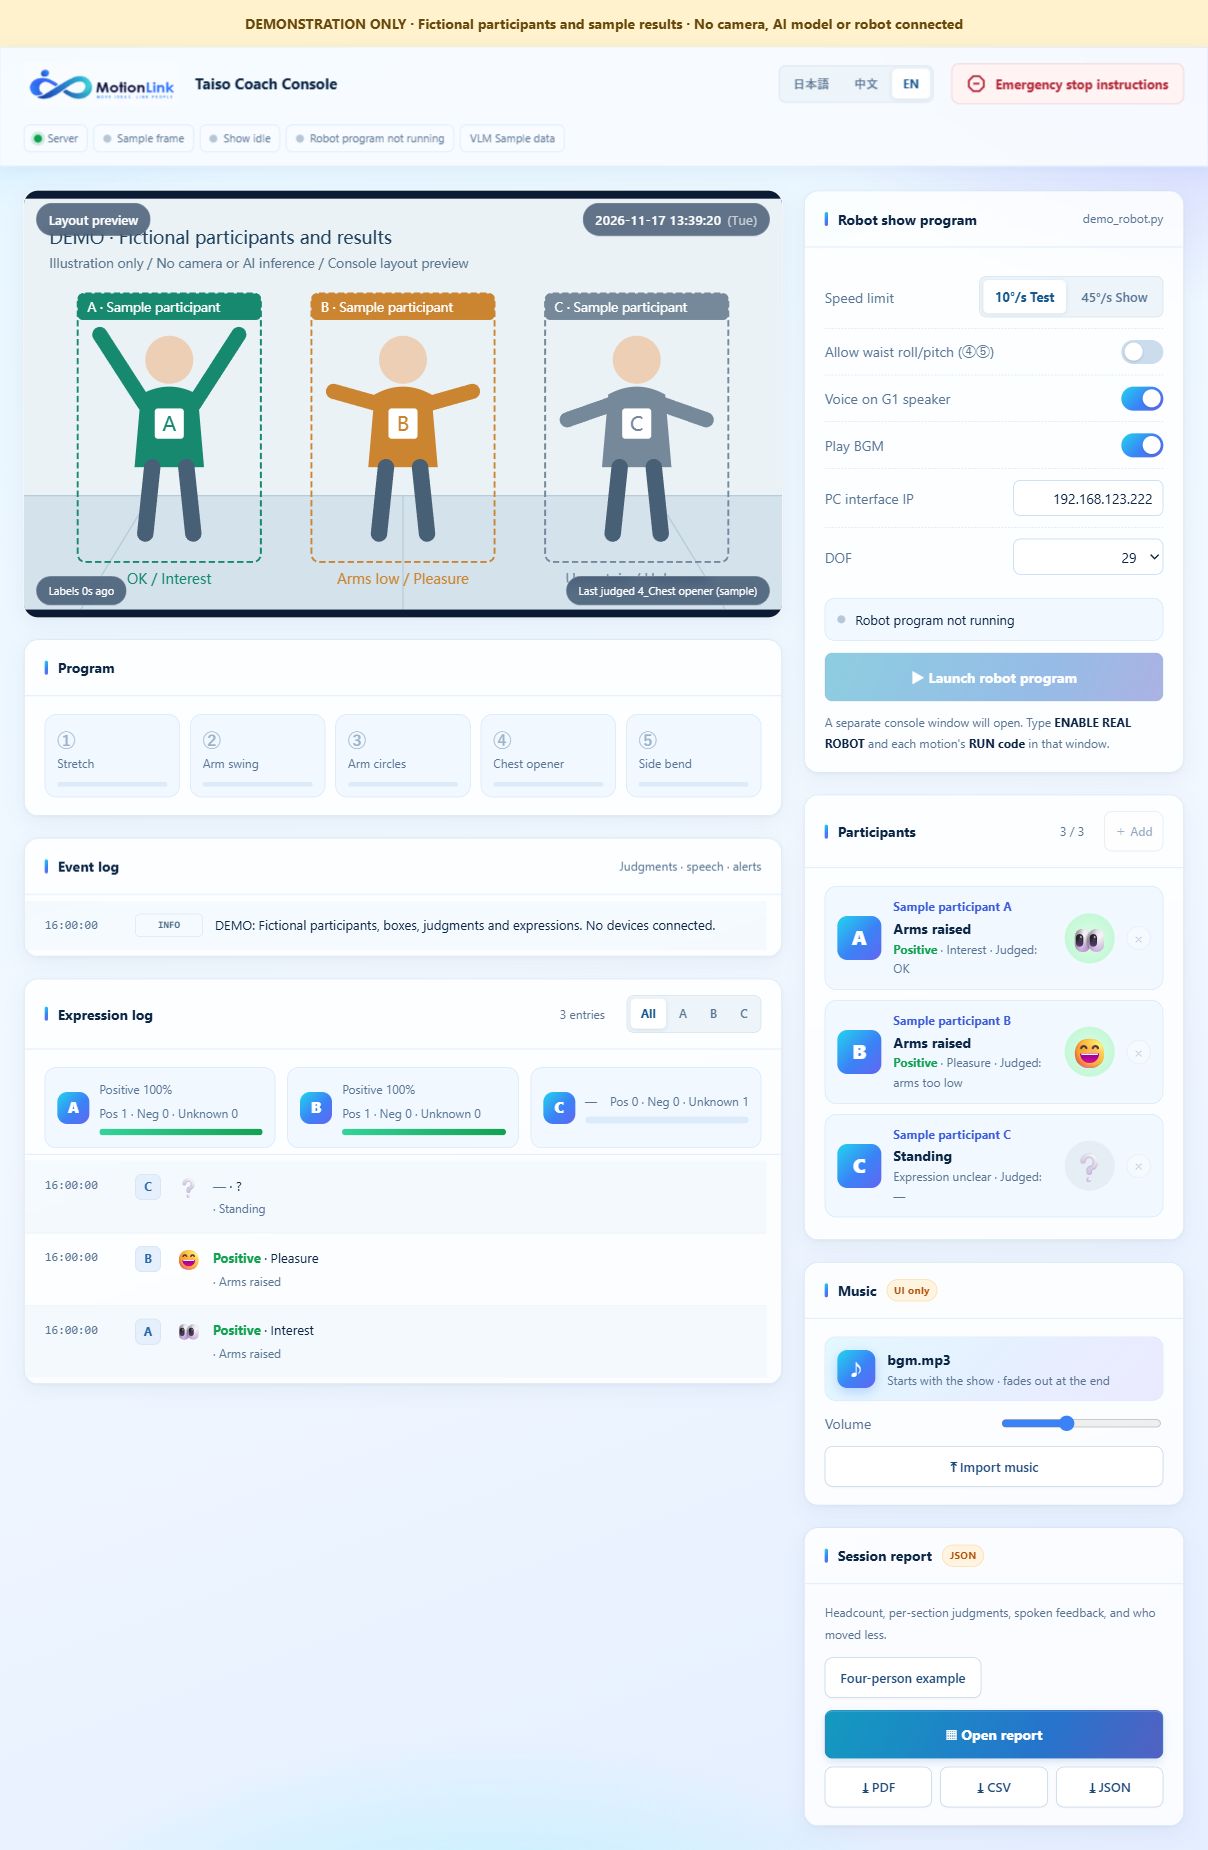 DEMONSTRATION ONLY · Fictional participants and sample results · No camera, AI model or robot connected
MotionLink
MOVE IDEAS. LINK PEOPLE
Taiso Coach Console
日本語 中文 EN
Emergency stop instructions
Server
Sample frame
Show idle
Robot program not running
VLM Sample data
Layout preview
2026-11-17 13:39:20 (Tue)
DEMO · Fictional participants and results
Illustration only / No camera or AI inference / Console layout preview
A · Sample participant
B · Sample participant
C · Sample participant
A
B
C
OK / Interest
Arms low / Pleasure
Labels 0s ago
Last judged 4_Chest opener (sample)
Program
①
Stretch
②
Arm swing
③
Arm circles
④
Chest opener
⑤
Side bend
Event log
Judgments · speech · alerts
16:00:00 INFO DEMO: Fictional participants, boxes, judgments and expressions. No devices connected.
Expression log
3 entries
All A B C
A
Positive 100%
Pos 1 · Neg 0 · Unknown 0
B
Positive 100%
Pos 1 · Neg 0 · Unknown 0
C
— Pos 0 · Neg 0 · Unknown 1
16:00:00 C — · ?
· Standing
16:00:00 B Positive · Pleasure
· Arms raised
16:00:00 A Positive · Interest
· Arms raised
Robot show program
demo_robot.py
Speed limit
10°/s Test 45°/s Show
Allow waist roll/pitch (④⑤)
Voice on G1 speaker
Play BGM
PC interface IP 192.168.123.222
DOF 29
Robot program not running
▶ Launch robot program
A separate console window will open. Type ENABLE REAL
ROBOT and each motion's RUN code in that window.
Participants
3 / 3
+ Add
A
Sample participant A
Arms raised
Positive · Interest · Judged:
OK
×
B
Sample participant B
Arms raised
Positive · Pleasure · Judged:
arms too low
×
C
Sample participant C
Standing
Expression unclear · Judged:
—
×
Music
UI only
bgm.mp3
Starts with the show · fades out at the end
Volume
⤒ Import music
Session report
JSON
Headcount, per-section judgments, spoken feedback, and who
moved less.
Four-person example
▦ Open report
⤓ PDF
⤓ CSV
⤓ JSON